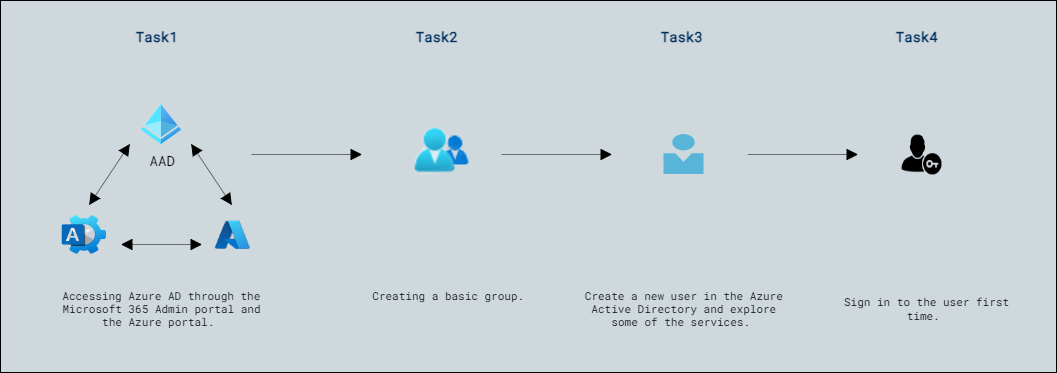 Task1
Task2
Task3
Task4
AAD
A
Accessing Azure AD through the
Microsoft 365 Admin portal and
the Azure portal.
Creating a basic group.
Create a new user in the Azure
Active Directory and explore
some of the services.
Sign in to the user first
time.